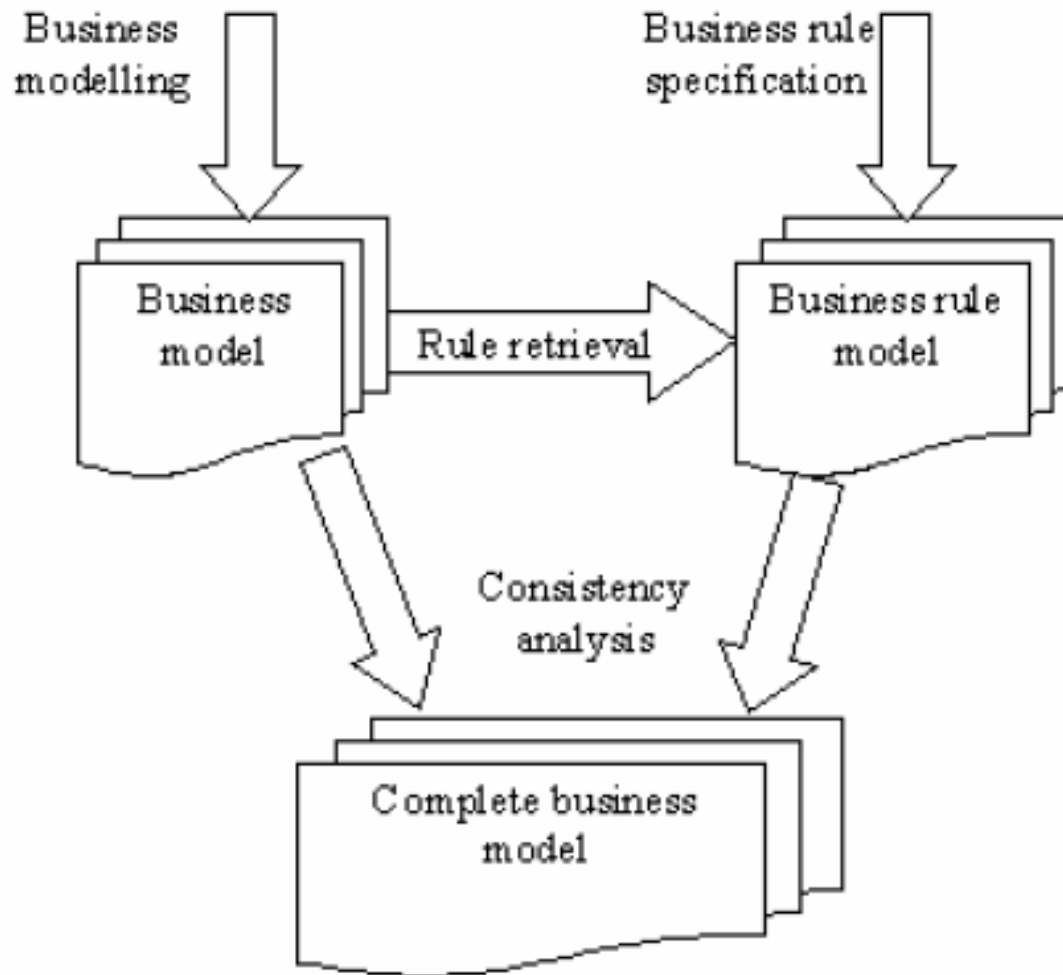 Business
modelling
Business rule
specification
Business
model
Rule retrieval
Business rule
model
Consistency
analysis
Complete business
model